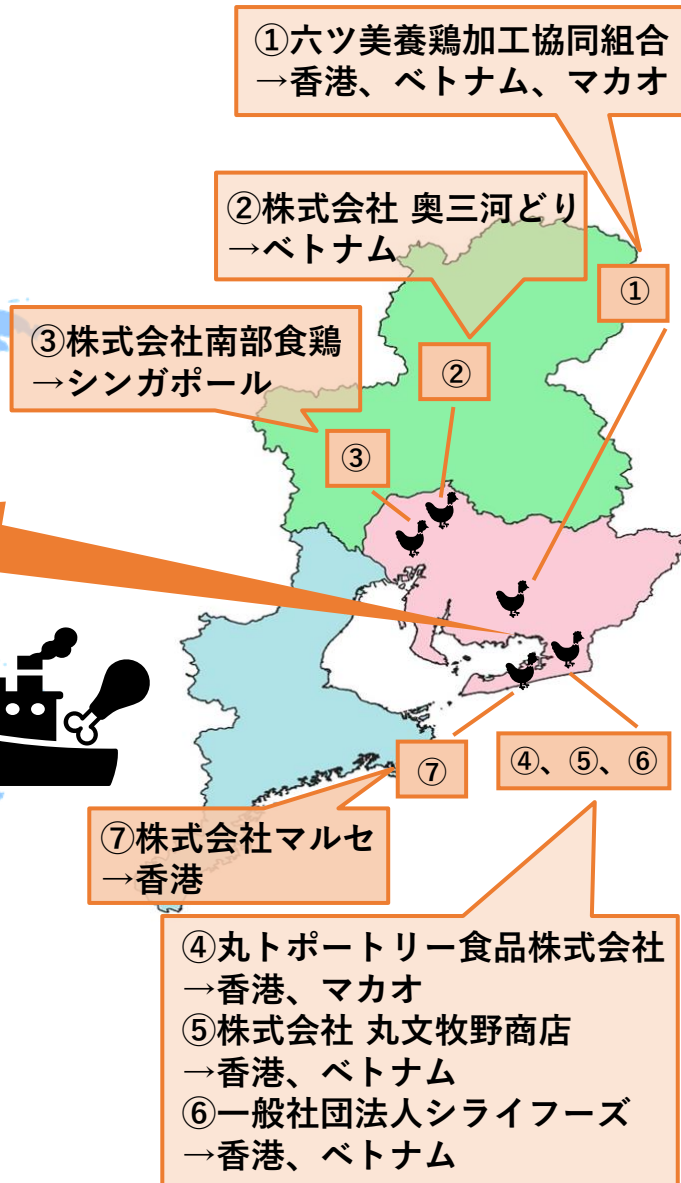 ①六ツ美養鶏加工協同組合
→香港、ベトナム、マカオ
②株式会社 奥三河どり
→ベトナム
①
③株式会社南部食鶏
→シンガポール
②
③
⑦
④、⑤、⑥
⑦株式会社マルセ
→香港
④丸トポートリー食品株式会社
→香港、マカオ
⑤株式会社 丸文牧野商店
→香港、ベトナム
⑥一般社団法人シライフーズ
→香港、ベトナム